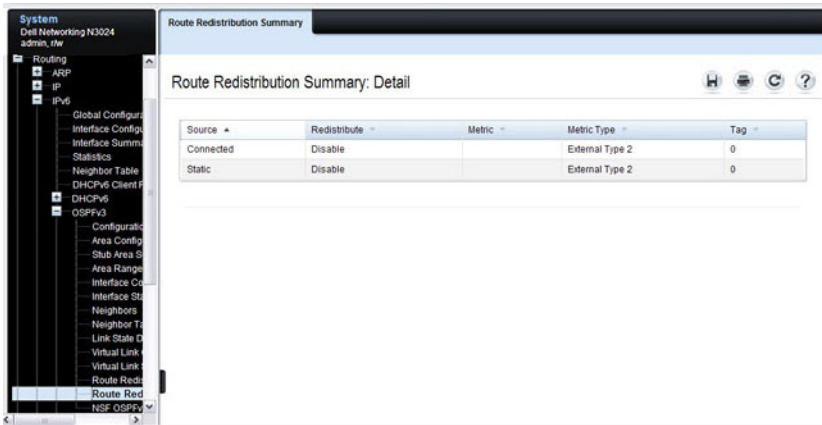 System
Dell Networking N3024
admin, r/w
Routing
ARP
IP
IPv6
Global Configura
Interface Configu
Interface Summa
Statistics
Neighbor Table
DHCPv6 Client P
DHCPv6
OSPFv3
Configuratio
Area Config
Stub Area S
Area Range
Interface Co
Interface Sta
Neighbors
Neighbor Ta
Link State D
Virtual Link
Virtual Link
Route Redis
Route Red
NSF OSPFv
Route Redistribution Summary
Route Redistribution Summary: Detail
Source Redistribute Metric Metric Type Tag
Connected Disable External Type 2 0
Static Disable External Type 2 0